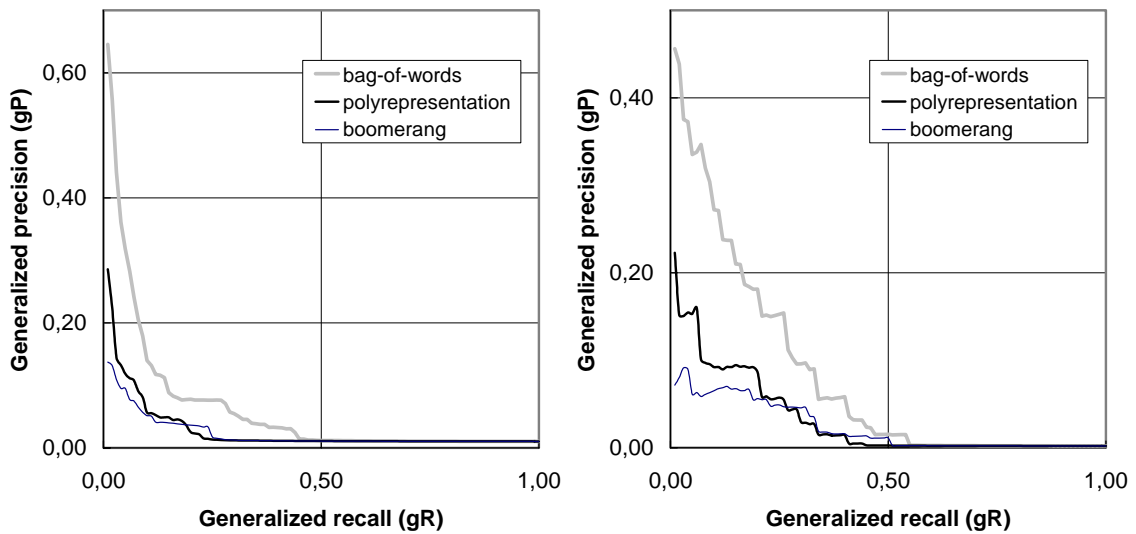 Generalized precision (gP)
0,60
0,40
0,20
0,00
bag-of-words
polyrepresentation
boomerang
0,00 0,50 1,00
Generalized recall (gR)
Generalized precision (gP)
0,40
0,20
0,00
bag-of-words
polyrepresentation
boomerang
0,00 0,50 1,00
Generalized recall (gR)